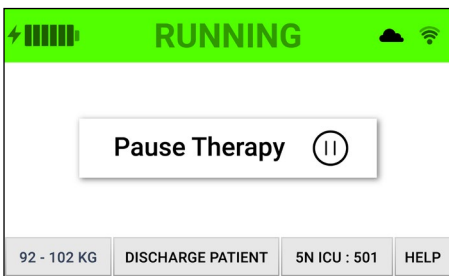 RUNNING
Pause Therapy
92 - 102 KG DISCHARGE PATIENT 5N ICU : 501 HELP